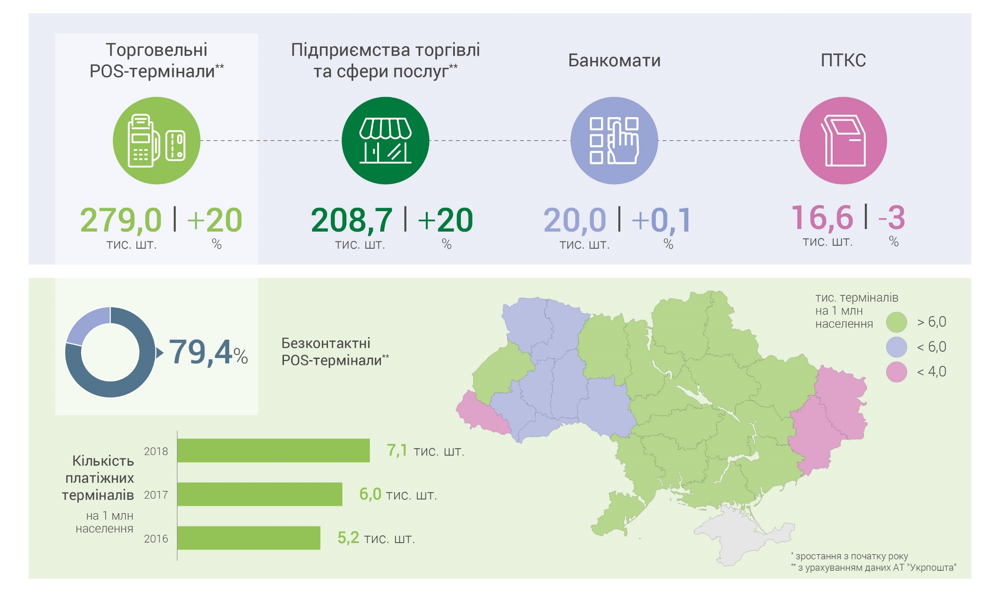 Торговельні
POS-термінали**
279,0 | +20
тис. шт. %
Підприємства торгівлі
та сфери послуг**
208,7 | +20
тис. шт. %
Банкомати
20,0 | +0,1
тис. шт. %
ПТКС
16,6 | -3
тис. шт. %
79,4%
Безконтактні
POS-термінали**
Кількість
платіжних
терміналів
на 1 млн
населення
2018 7,1 тис. шт.
2017 6,0 тис. шт.
2016 5,2 тис. шт.
тис. терміналів
на 1 млн
населення
> 6,0
< 6,0
< 4,0
* зростання з початку року
** з урахуванням даних АТ "Укрпошта"